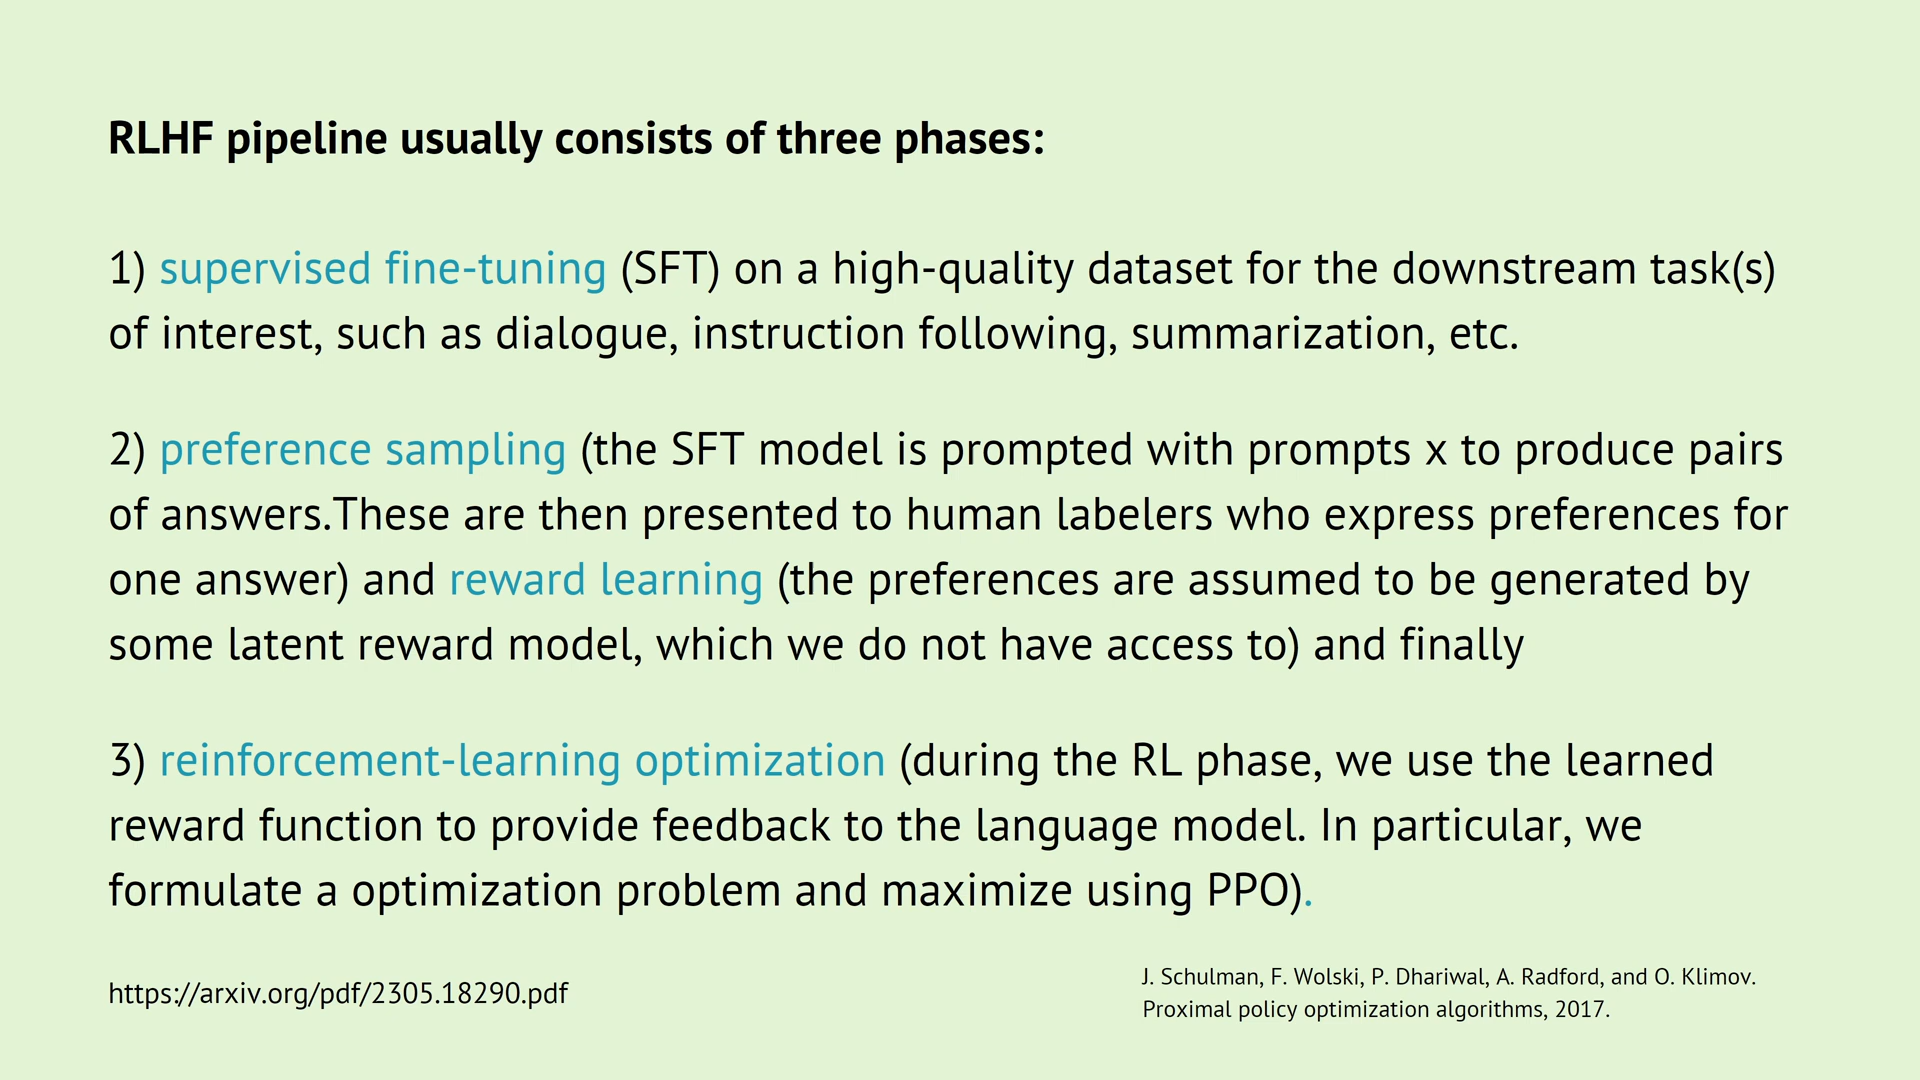 RLHF pipeline usually consists of three phases:
1) supervised fine-tuning (SFT) on a high-quality dataset for the downstream task(s)
of interest, such as dialogue, instruction following, summarization, etc.
2) preference sampling (the SFT model is prompted with prompts x to produce pairs
of answers.These are then presented to human labelers who express preferences for
one answer) and reward learning (the preferences are assumed to be generated by
some latent reward model, which we do not have access to) and finally
3) reinforcement-learning optimization (during the RL phase, we use the learned
reward function to provide feedback to the language model. In particular, we
formulate a optimization problem and maximize using PPO).
https://arxiv.org/pdf/2305.18290.pdf
J. Schulman, F. Wolski, P. Dhariwal, A. Radford, and O. Klimov.
Proximal policy optimization algorithms, 2017.